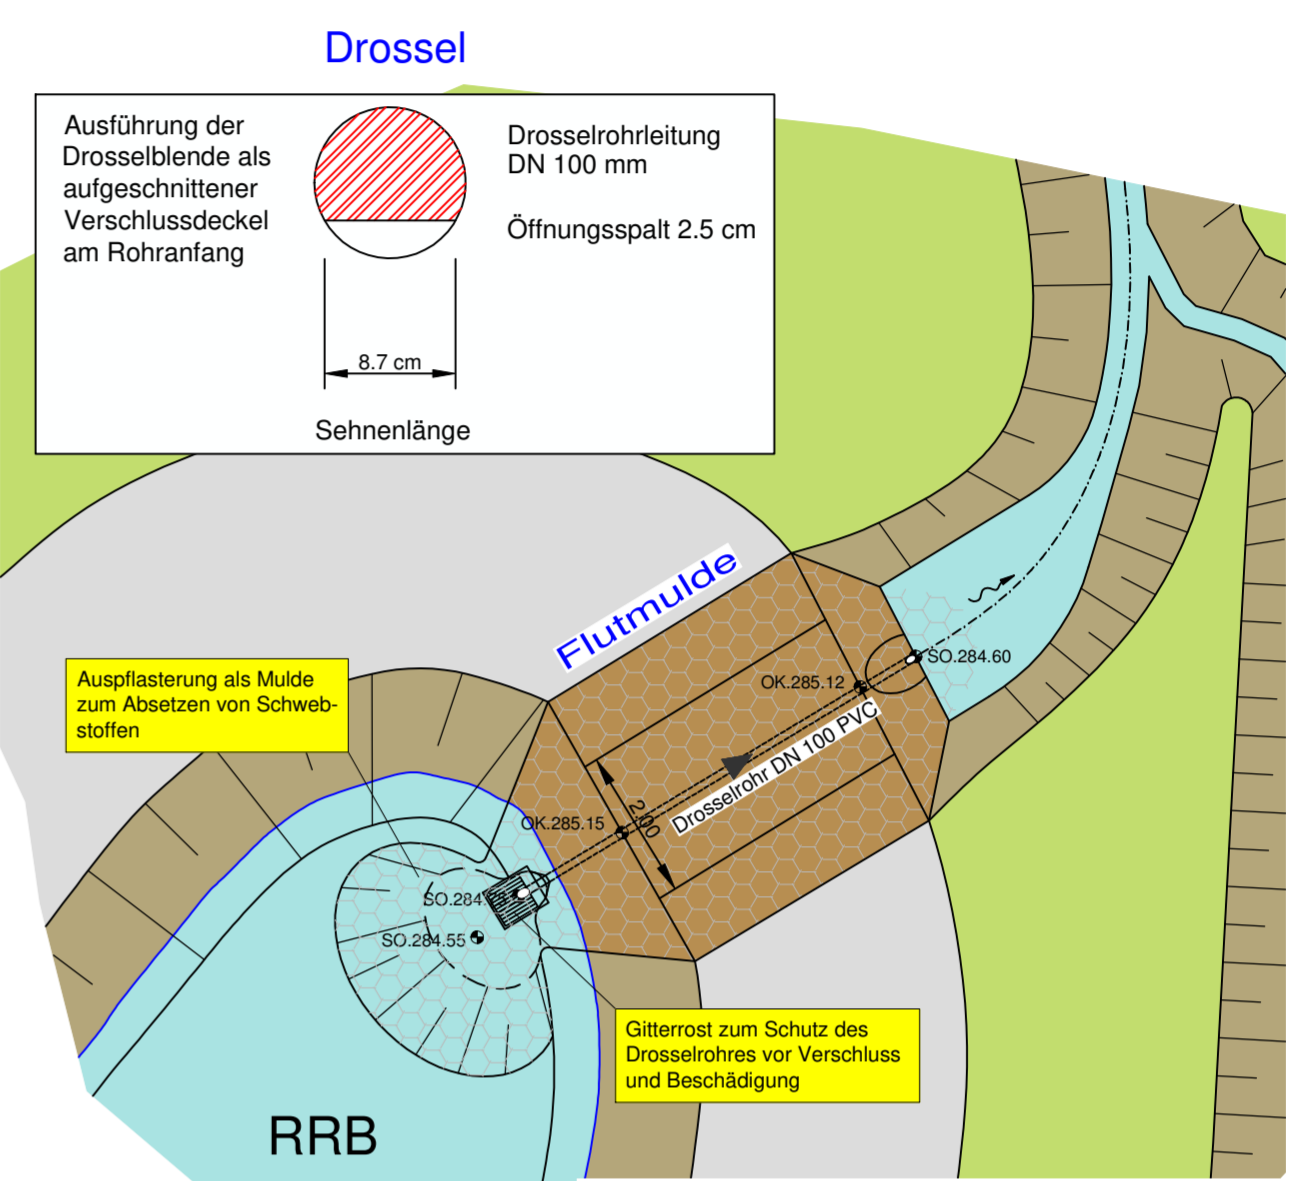 Drossel
Ausführung der
Drosselblende als
aufgeschnittener
Verschlussdeckel
am Rohranfang
Drosselrohrleitung
DN 100 mm
Öffnungsspalt 2.5 cm
8.7 cm
Sehnenlänge
Flutmulde
Auspflasterung als Mulde
zum Absetzen von Schweb-
stoffen
SO.284.60
OK.285.12
Drosselrohr DN 100 PVC
2.00
OK.285.15
SO.284.55
Gitterrost zum Schutz des
Drosselrohres vor Verschluss
und Beschädigung
RRB